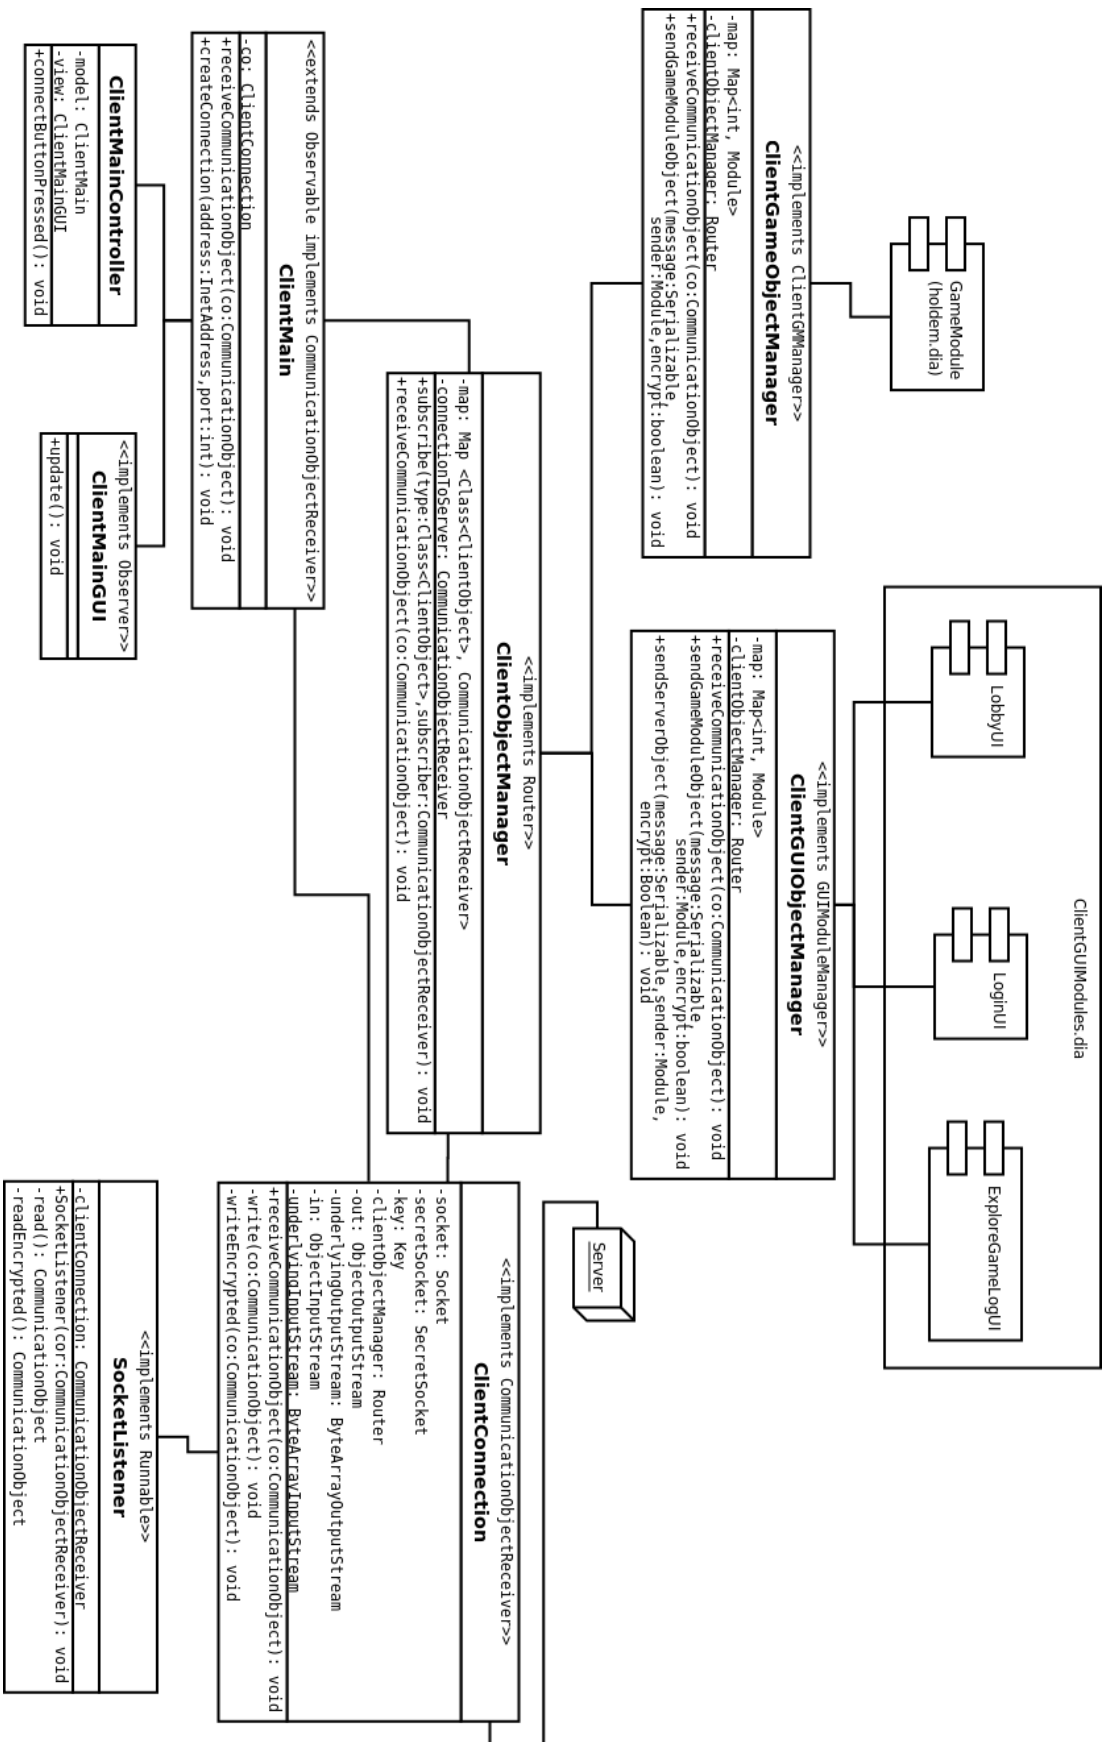 ClientGUIModules.dia
LobbyUI
LoginUI
ExploreGameLogUI
GameModule
(holdem.dia)
<<implements ClientGMManager>>
ClientGameObjectManager
-map: Map<int, Module>
-clientObjectManager: Router
+receiveCommunicationObject(co:CommunicationObject): void
+sendGameModuleObject(message:Serializable,
sender:Module,encrypt:boolean): void
<<implements GUIModuleManager>>
ClientGUIObjectManager
-map: Map<int, Module>
-clientObjectManager: Router
+receiveCommunicationObject(co:CommunicationObject): void
+sendGameModuleObject(message:Serializable,
sender:Module,encrypt:boolean): void
+sendServerObject(message:Serializable,sender:Module,
encrypt:Boolean): void
Server
<<implements Router>>
ClientObjectManager
-map: Map <Class<ClientObject>, CommunicationObjectReceiver>
-connectionToServer: CommunicationObjectReceiver
+subscribe(type:Class<ClientObject>,subscriber:CommunicationObjectReceiver): void
+receiveCommunicationObject(co:CommunicationObject): void
<<extends Observable implements CommunicationObjectReceiver>>
ClientMain
-co: ClientConnection
+receiveCommunicationObject(co:CommunicationObject): void
+createConnection(address:InetAddress,port:int): void
<<implements CommunicationObjectReceiver>>
ClientConnection
-socket: Socket
-secretSocket: SecretSocket
-key: Key
-clientObjectManager: Router
-out: ObjectOutputStream
-underlyingOutputStream: ByteArrayOutputStream
-in: ObjectInputStream
-underlyingInputStream: ByteArrayInputStream
+receiveCommunicationObject(co:CommunicationObject): void
-write(co:CommunicationObject): void
-writeEncrypted(co:CommunicationObject): void
ClientMainController
-model: ClientMain
-view: ClientMainGUI
+connectButtonPressed(): void
<<implements Observer>>
ClientMainGUI
+update(): void
<<implements Runnable>>
SocketListener
-clientConnection: CommunicationObjectReceiver
+SocketListener(cor:CommunicationObjectReceiver): void
-read(): CommunicationObject
-readEncrypted(): CommunicationObject